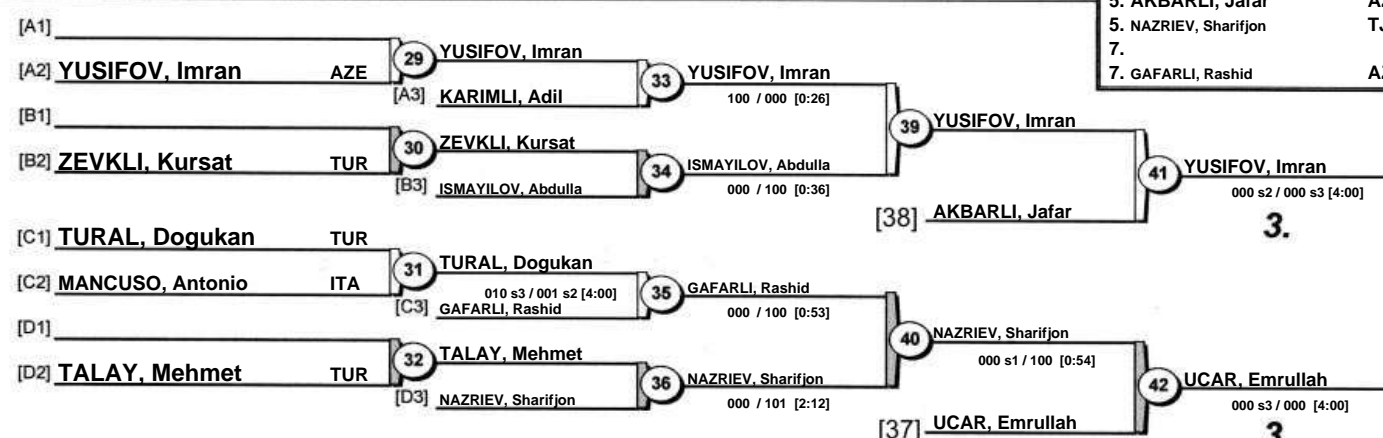 5. AKBARLI, Jafar
5. NAZRIEV, Sharifjon
7.
7. GAFARLI, Rashid
[A1]
[A2] YUSIFOV, Imran AZE
29
YUSIFOV, Imran
[A3] KARIMLI, Adil
33
YUSIFOV, Imran
100 / 000 [0:26]
[B1]
[B2] ZEVKLI, Kursat TUR
30
ZEVKLI, Kursat
[B3] ISMAYILOV, Abdulla
34
ISMAYILOV, Abdulla
000 / 100 [0:36]
39
YUSIFOV, Imran
[38] AKBARLI, Jafar
41
YUSIFOV, Imran
000 s2 / 000 s3 [4:00]
3.
[C1] TURAL, Dogukan TUR
[C2] MANCUSO, Antonio ITA
31
TURAL, Dogukan
010 s3 / 001 s2 [4:00]
[C3] GAFARLI, Rashid
35
GAFARLI, Rashid
000 / 100 [0:53]
[D1]
[D2] TALAY, Mehmet TUR
32
TALAY, Mehmet
[D3] NAZRIEV, Sharifjon
36
NAZRIEV, Sharifjon
000 / 101 [2:12]
40
NAZRIEV, Sharifjon
000 s1 / 100 [0:54]
[37] UCAR, Emrullah
42
UCAR, Emrullah
000 s3 / 000 [4:00]
3